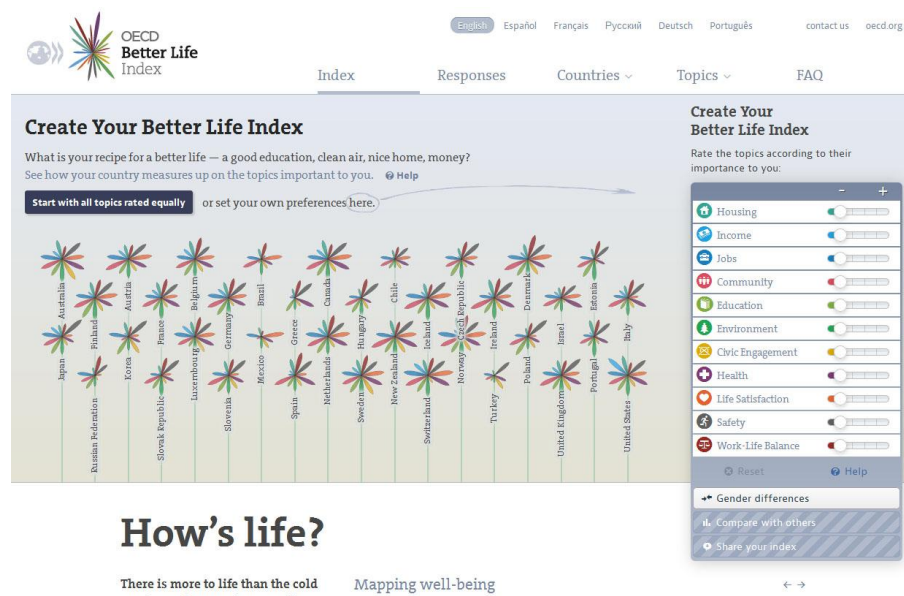 English Español Français Русский Deutsch Português contact us oecd.org
OECD
Better Life
Index
Index Responses Countries Topics FAQ
Create Your Better Life Index
What is your recipe for a better life — a good education, clean air, nice home, money?
See how your country measures up on the topics important to you. Help
Start with all topics rated equally or set your own preferences here.
Australia
Austria
Belgium
Brazil
Canada
Chile
Czech Republic
Denmark
Estonia
Finland
France
Germany
Greece
Hungary
Iceland
Ireland
Israel
Italy
Japan
Korea
Luxembourg
Mexico
Netherlands
New Zealand
Norway
Poland
Portugal
Russian Federation
Slovak Republic
Slovenia
Spain
Sweden
Switzerland
Turkey
United Kingdom
United States
Create Your
Better Life Index
Rate the topics according to their
importance to you:
- +
Housing
Income
Jobs
Community
Education
Environment
Civic Engagement
Health
Life Satisfaction
Safety
Work-Life Balance
Reset Help
Gender differences
Compare with others
Share your index
How's life?
There is more to life than the cold
Mapping well-being